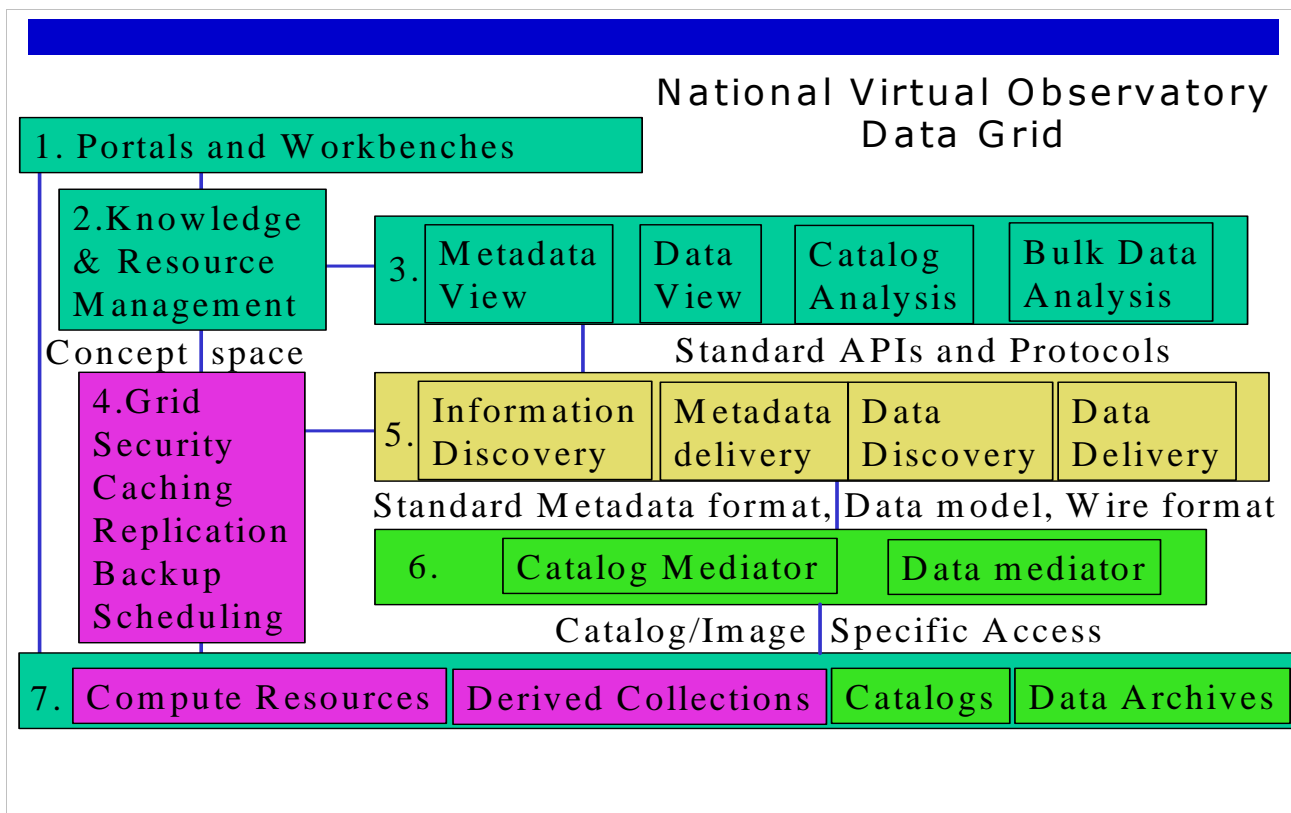 National Virtual Observatory
Data Grid
1. Portals and Workbenches
2.Knowledge
& Resource
Management
3.
Metadata
View
Data
View
Catalog
Analysis
Bulk Data
Analysis
Concept space
Standard APIs and Protocols
4.Grid
Security
Caching
Replication
Backup
Scheduling
5.
Information
Discovery
Metadata
delivery
Data
Discovery
Data
Delivery
Standard Metadata format, Data model, Wire format
6.
Catalog Mediator
Data mediator
Catalog/Image Specific Access
7.
Compute Resources
Derived Collections
Catalogs
Data Archives